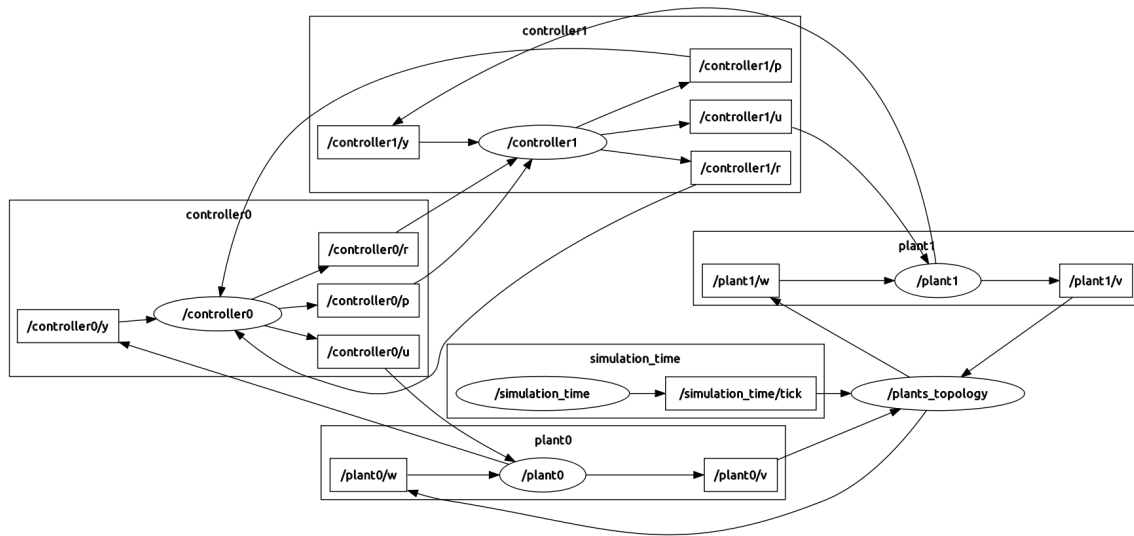 controller1
/controller1/p
/controller1/u
/controller1/y
/controller1
/controller1/r
controller0
/controller0/r
/controller0/p
/controller0
/controller0/y
/controller0/u
plant1
/plant1/w
/plant1
/plant1/v
simulation_time
/simulation_time
/simulation_time/tick
/plants_topology
plant0
/plant0/w
/plant0
/plant0/v